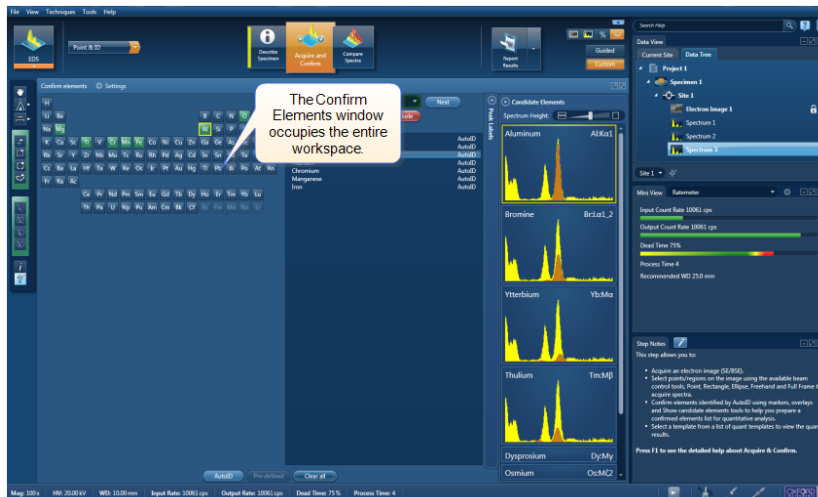 File View Techniques Tools Help
EDS
Point & ID
Describe Specimen
Acquire and Confirm
Compare Spectra
Report Results
Guided
Custom
Search Help
Data View
Current Site Data Tree
Project 1
Specimen 1
Site 1
Electron Image 1
Spectrum 1
Spectrum 2
Spectrum 3
Site 1
Confirm elements Settings
Next
The Confirm
Elements window
occupies the entire
workspace.
H
Li Be B C N O
Na Mg Al Si P
K Ca Sc Ti V Cr Mn Fe Co Ni Cu Zn Ga Ge
Rb Sr Y Zr Nb Mo Tc Ru Rh Pd Ag Cd In Sn
Cs Ba La Hf Ta W Re Os Ir Pt Au Hg Tl Pb Bi Po At Rn
Fr Ra Ac
Ce Pr Nd Pm Sm Eu Gd Tb Dy Ho Er Tm Yb Lu
Th Pa U Np Pu Am Cm Bk Cf Es Fm Md No Lr
AutoID
AutoID
AutoID
AutoID
Chromium AutoID
Manganese AutoID
Iron AutoID
Peak Labels
Candidate Elements
Spectrum Height:
Aluminum Al:Kα1
Bromine Br:Lα1_2
Ytterbium Yb:Mα
Thulium Tm:Mβ
Dysprosium Dy:Mγ
Osmium Os:Mζ2
AutoID Pre-defined Clear all
Mini View Ratemeter
Input Count Rate 10061 cps
Output Count Rate 10061 cps
Dead Time 75%
Process Time 4
Recommended WD 25.0 mm
Step Notes
This step allows you to:
Acquire an electron image (SE/BSE).
Select points/regions on the image using the available beam
control tools, Point, Rectangle, Ellipse, Freehand and Full Frame t
acquire spectra.
Confirm elements identified by AutoID using markers, overlays
and Show candidate elements tools to help you prepare a
confirmed elements list for quantitative analysis.
Select a template from a list of quant templates to view the quan
results.
Press F1 to see the detailed help about Acquire & Confirm.
Mag: 100 x HV: 20.00 kV WD: 10.00 mm Input Rate: 10061 cps Output Rate: 10061 cps Dead Time: 75 % Process Time: 4
OXFORD